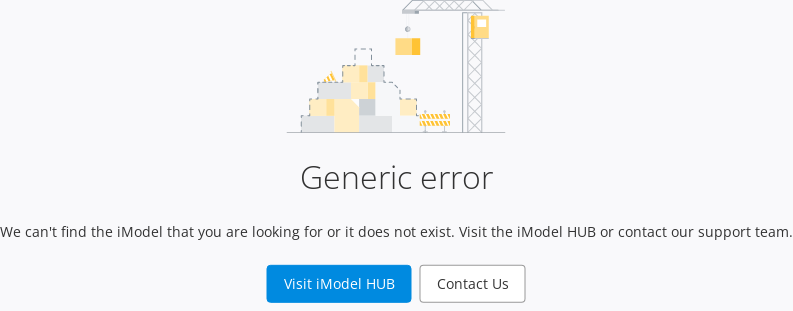 Generic error
We can't find the iModel that you are looking for or it does not exist. Visit the iModel HUB or contact our support team.
Visit iModel HUB
Contact Us